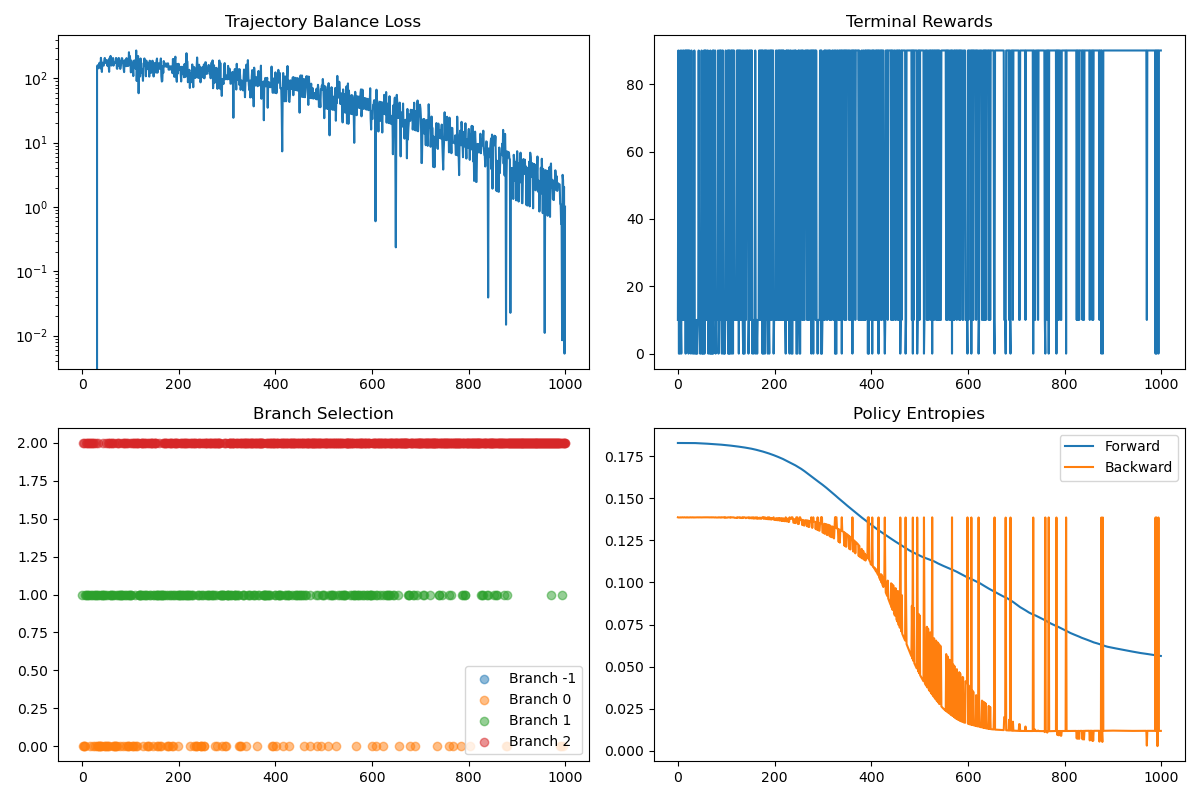 Trajectory Balance Loss
10²
10¹
10⁰
10⁻¹
10⁻²
0 200 400 600 800 1000
Terminal Rewards
80
60
40
20
0
0 200 400 600 800 1000
Branch Selection
2.00
1.75
1.50
1.25
1.00
0.75
0.50
0.25
0.00
Branch -1
Branch 0
Branch 1
Branch 2
0 200 400 600 800 1000
Policy Entropies
Forward
Backward
0.175
0.150
0.125
0.100
0.075
0.050
0.025
0.000
0 200 400 600 800 1000